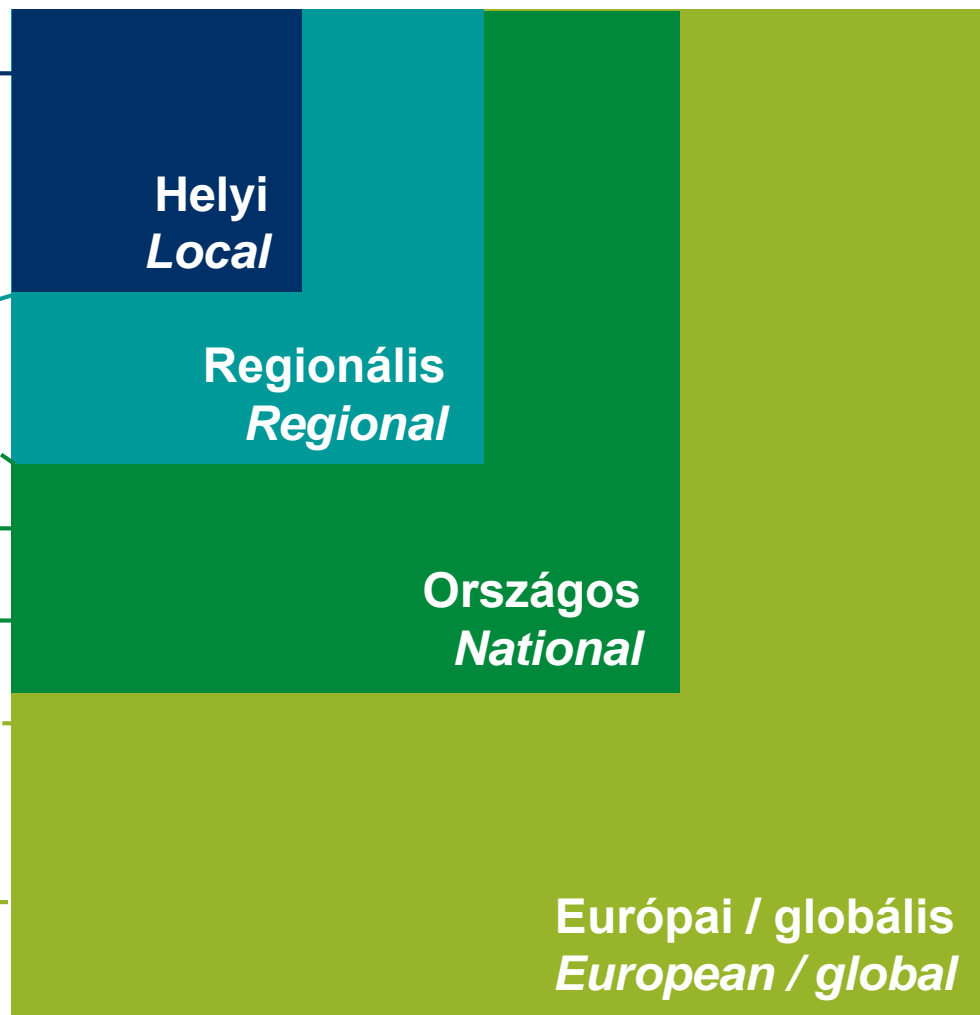 Helyi
Local
Regionális
Regional
Országos
National
Európai / globális
European / global